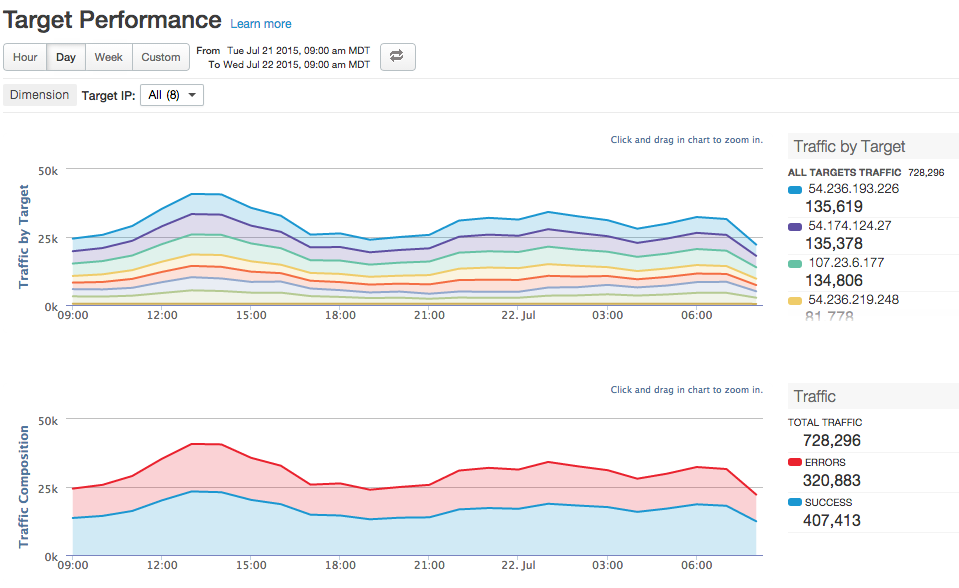 Target Performance Learn more
Hour Day Week Custom
From Tue Jul 21 2015, 09:00 am MDT
To Wed Jul 22 2015, 09:00 am MDT
Dimension Target IP: All (8)
Click and drag in chart to zoom in.
Traffic by Target
50k
25k
0k
09:00 12:00 15:00 18:00 21:00 22. Jul 03:00 06:00
Traffic by Target
ALL TARGETS TRAFFIC 728,296
54.236.193.226
135,619
54.174.124.27
135,378
107.23.6.177
134,806
54.236.219.248
81,778
Click and drag in chart to zoom in.
Traffic Composition
50k
25k
0k
09:00 12:00 15:00 18:00 21:00 22. Jul 03:00 06:00
Traffic
TOTAL TRAFFIC
728,296
ERRORS
320,883
SUCCESS
407,413